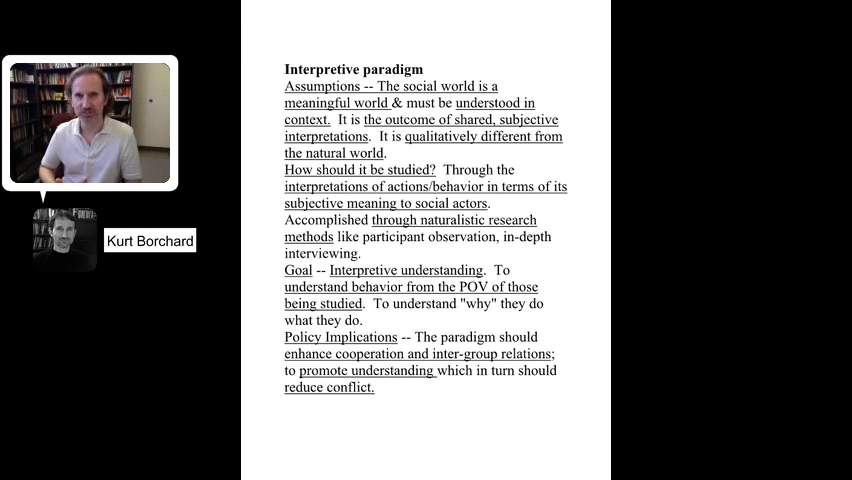 Interpretive paradigm
Assumptions -- The social world is a
meaningful world & must be understood in
context.  It is the outcome of shared, subjective
interpretations.  It is qualitatively different from
the natural world.
How should it be studied?  Through the
interpretations of actions/behavior in terms of its
subjective meaning to social actors.
Accomplished through naturalistic research
methods like participant observation, in-depth
interviewing.
Goal -- Interpretive understanding.  To
understand behavior from the POV of those
being studied.  To understand "why" they do
what they do.
Policy Implications -- The paradigm should
enhance cooperation and inter-group relations;
to promote understanding which in turn should
reduce conflict.
Kurt Borchard